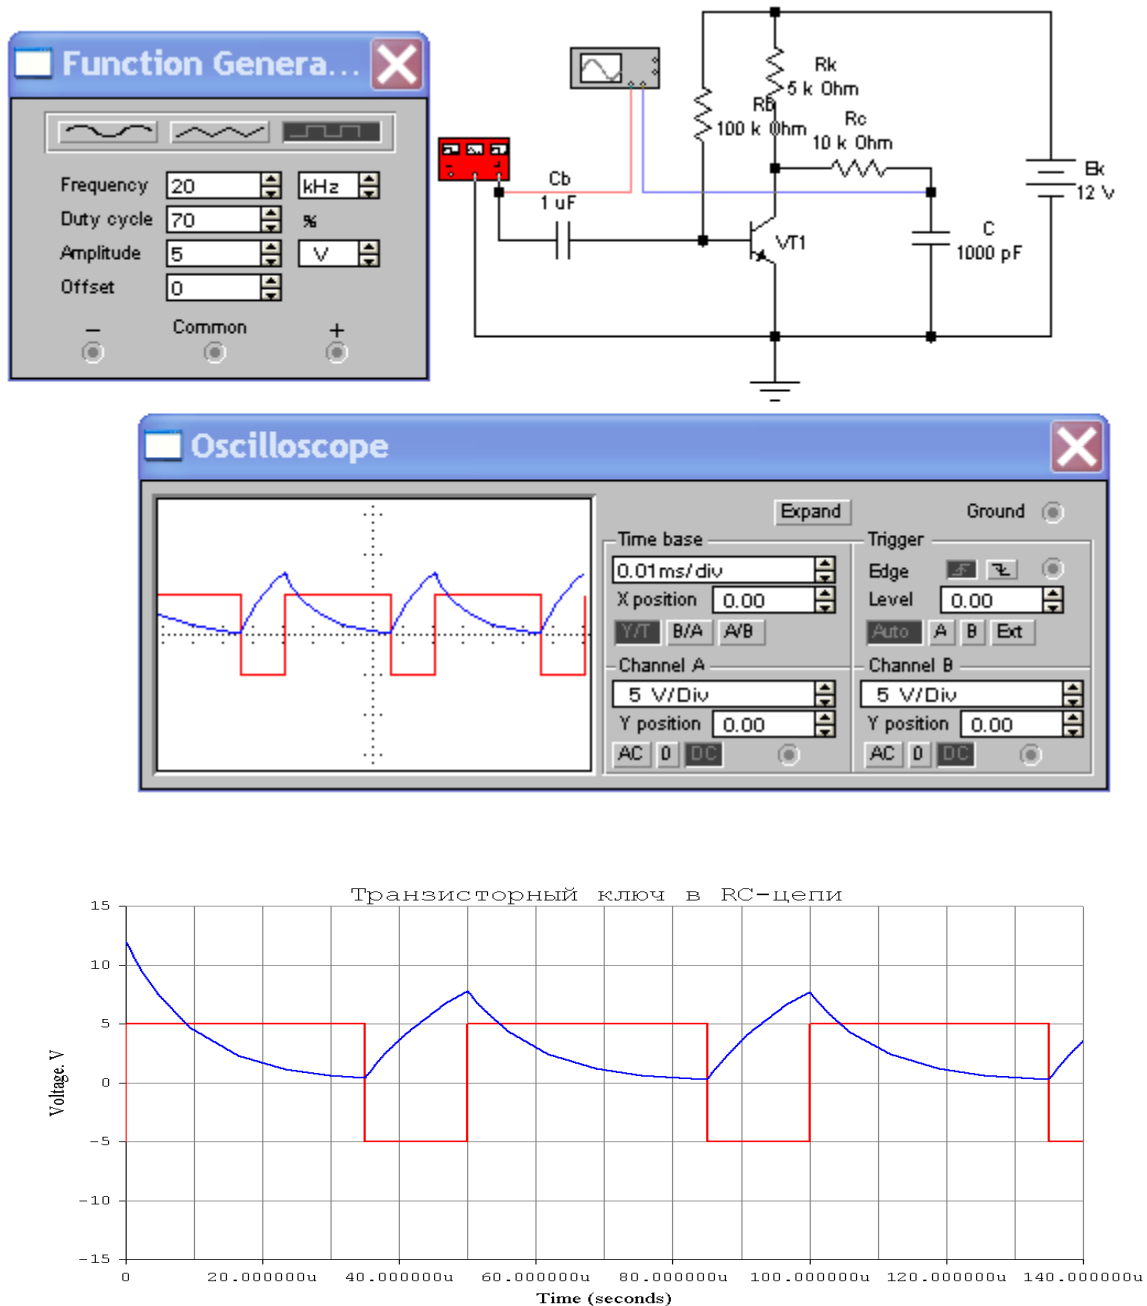 Function Genera...
Frequency 20 kHz
Duty cycle 70 %
Amplitude 5 V
Offset 0
− Common +
Rk
5 k Ohm
Rb
100 k Ohm
Rc
10 k Ohm
Cb
1 uF
VT1
C
1000 pF
Ek
12 V
Oscilloscope
Expand Ground
Time base
0.01ms/div
X position 0.00
Y/T B/A A/B
Trigger
Edge
Level 0.00
Auto A B Ext
Channel A
5 V/Div
Y position 0.00
AC 0 DC
Channel B
5 V/Div
Y position 0.00
AC 0 DC
Транзисторный ключ в RC-цепи
15
10
5
0
-5
-10
-15
Voltage. V
0 20.000000u 40.000000u 60.000000u 80.000000u 100.000000u 120.000000u 140.000000u
Time (seconds)